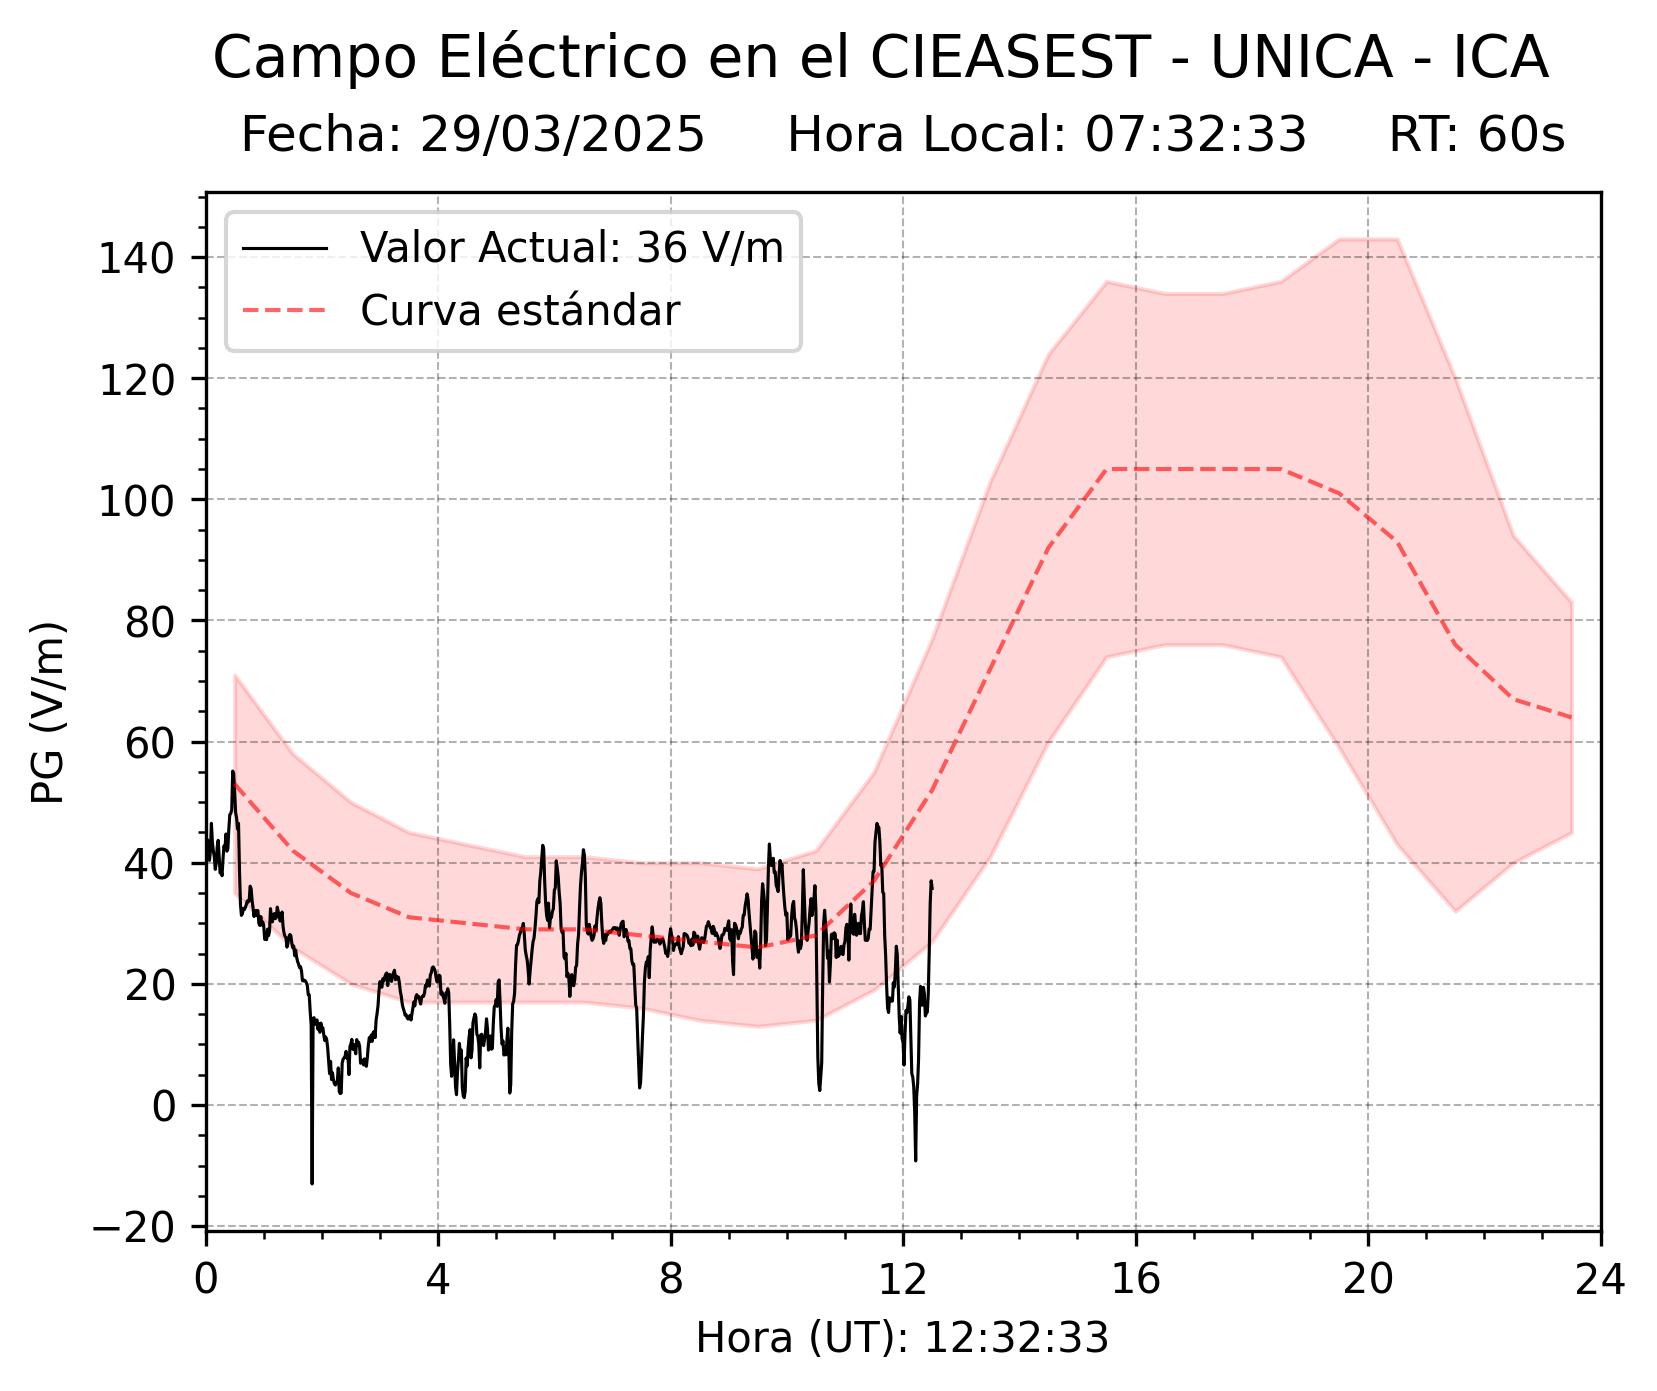 Campo Eléctrico en el CIEASEST - UNICA - ICA
Fecha: 29/03/2025 Hora Local: 07:32:33 RT: 60s
Valor Actual: 36 V/m
Curva estándar
PG (V/m)
140
120
100
80
60
40
20
0
−20
0 4 8 12 16 20 24
Hora (UT): 12:32:33